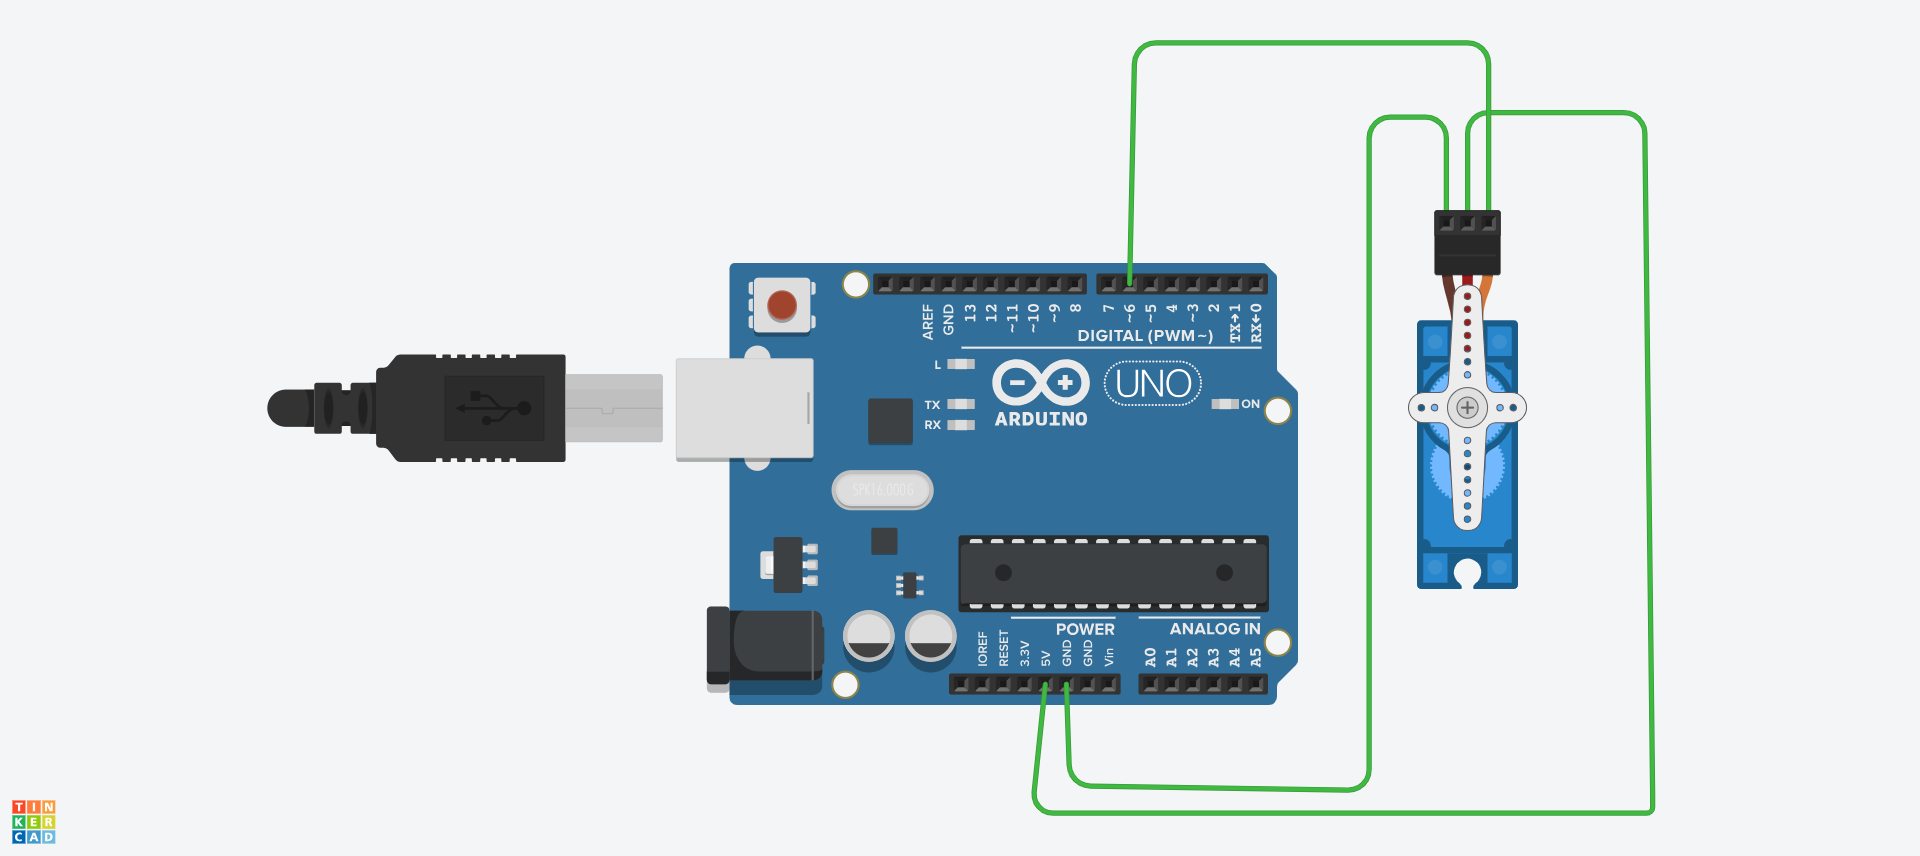 AREF
GND
13
12
~11
~10
~9
8
7
~6
~5
4
~3
2
TX→1
RX←0
DIGITAL (PWM~)
L
TX
RX
UNO
ARDUINO
ON
SPK16.000G
POWER
ANALOG IN
IOREF
RESET
3.3V
5V
GND
GND
Vin
A0
A1
A2
A3
A4
A5
TIN
KER
CAD